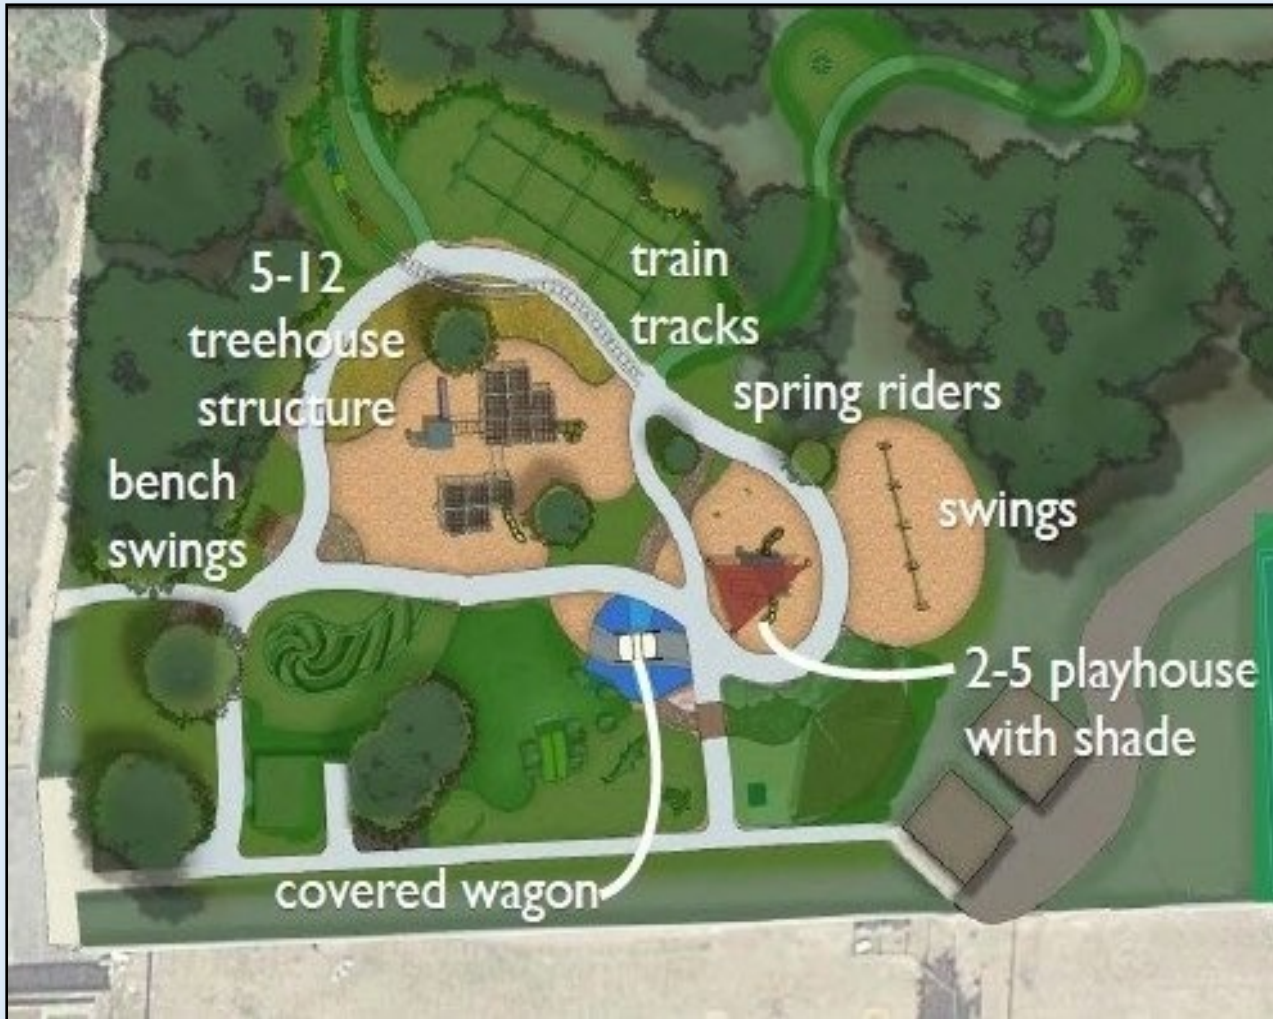 5-12
treehouse
structure
train
tracks
spring riders
bench
swings
swings
2-5 playhouse
with shade
covered wagon